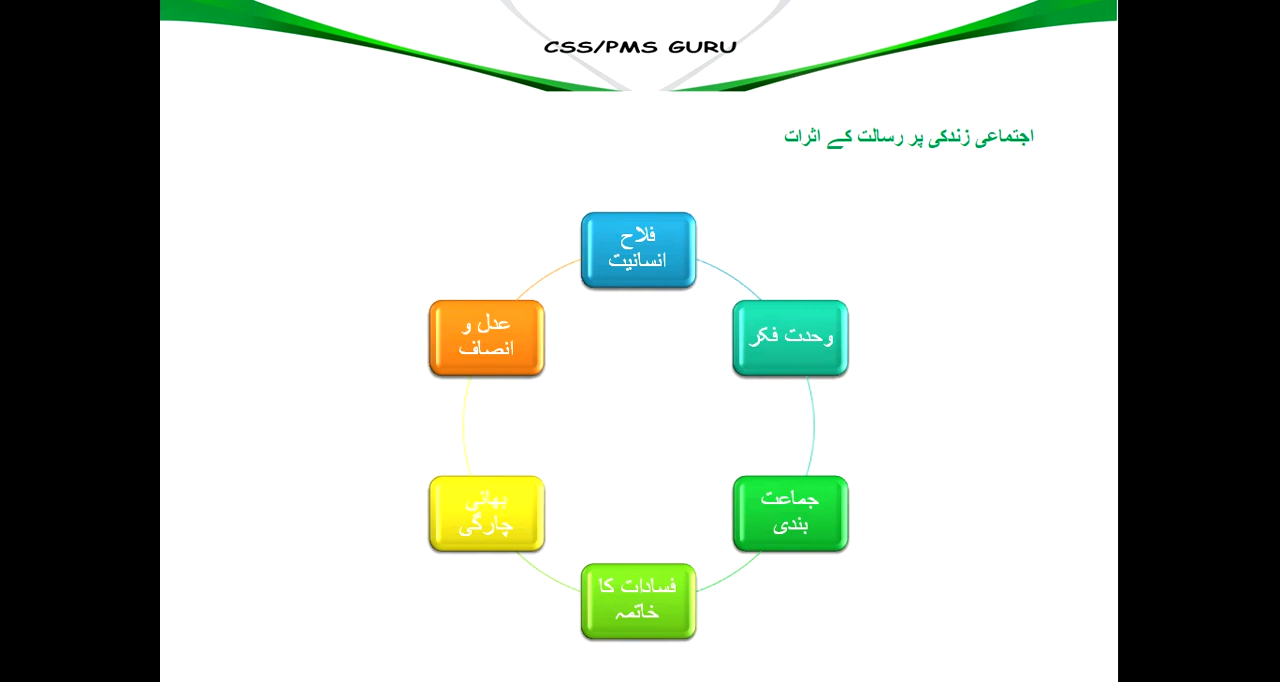 CSS/PMS GURU
اجتماعی زندکی پر رسالت کے اثرات
فلاح
انسانیت
وحدت فکر
جماعت
بندی
فسادات کا
خاتمہ
بھائی
چارگی
عدل و
انصاف